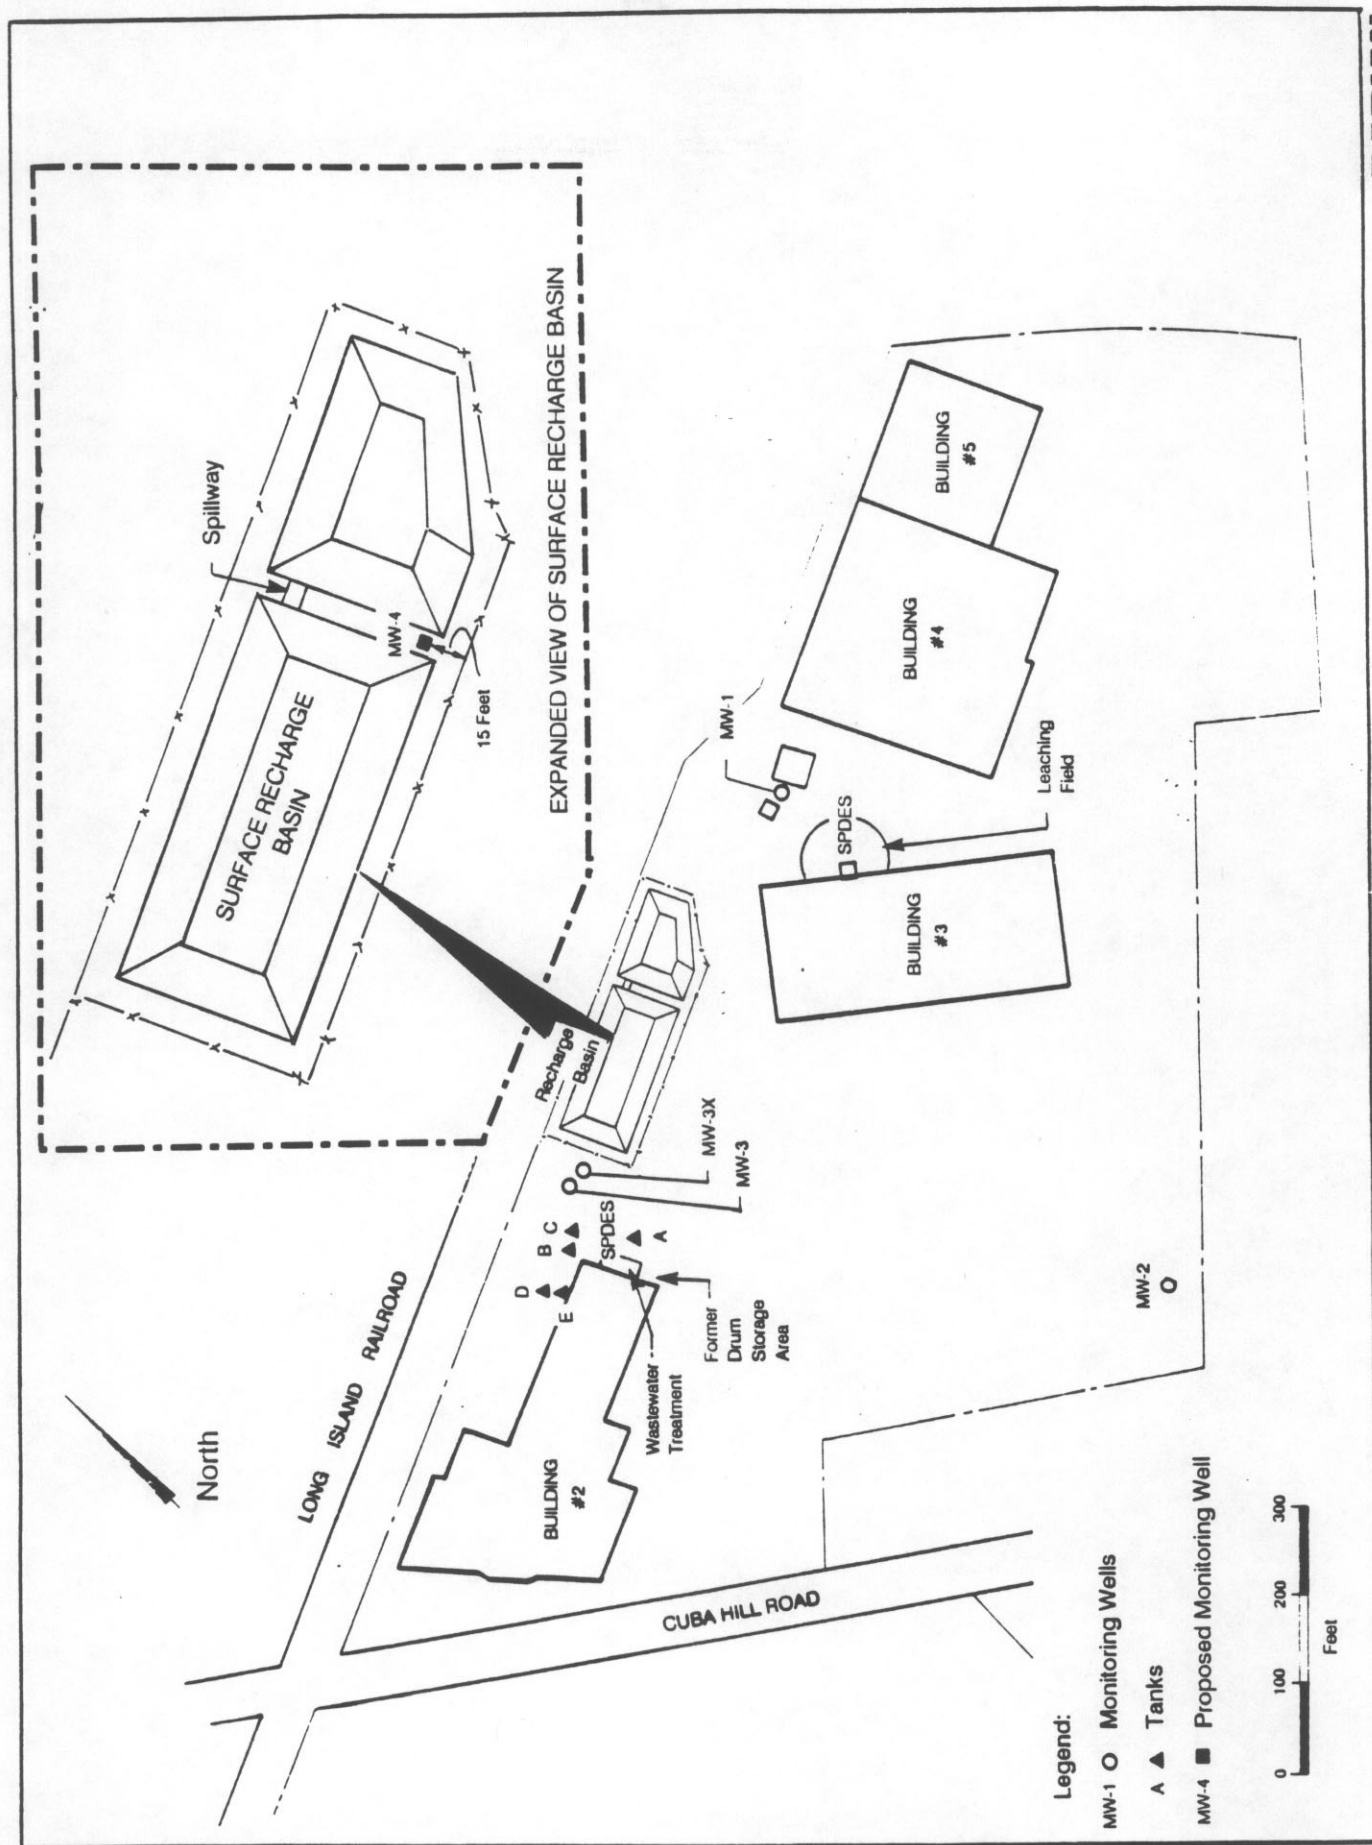 EXPANDED VIEW OF SURFACE RECHARGE BASIN
Spillway
MW-4
15 Feet
SURFACE RECHARGE
BASIN
North
LONG ISLAND RAILROAD
Recharge
Basin
MW-1
MW-3X
MW-3
D
E
B
C
SPDES
A
Former
Drum
Storage
Area
Wastewater
Treatment
BUILDING
#2
BUILDING
#3
SPDES
Leaching
Field
BUILDING
#4
BUILDING
#5
MW-2
CUBA HILL ROAD
Legend:
MW-1 Monitoring Wells
A Tanks
MW-4 Proposed Monitoring Well
0 100 200 300
Feet